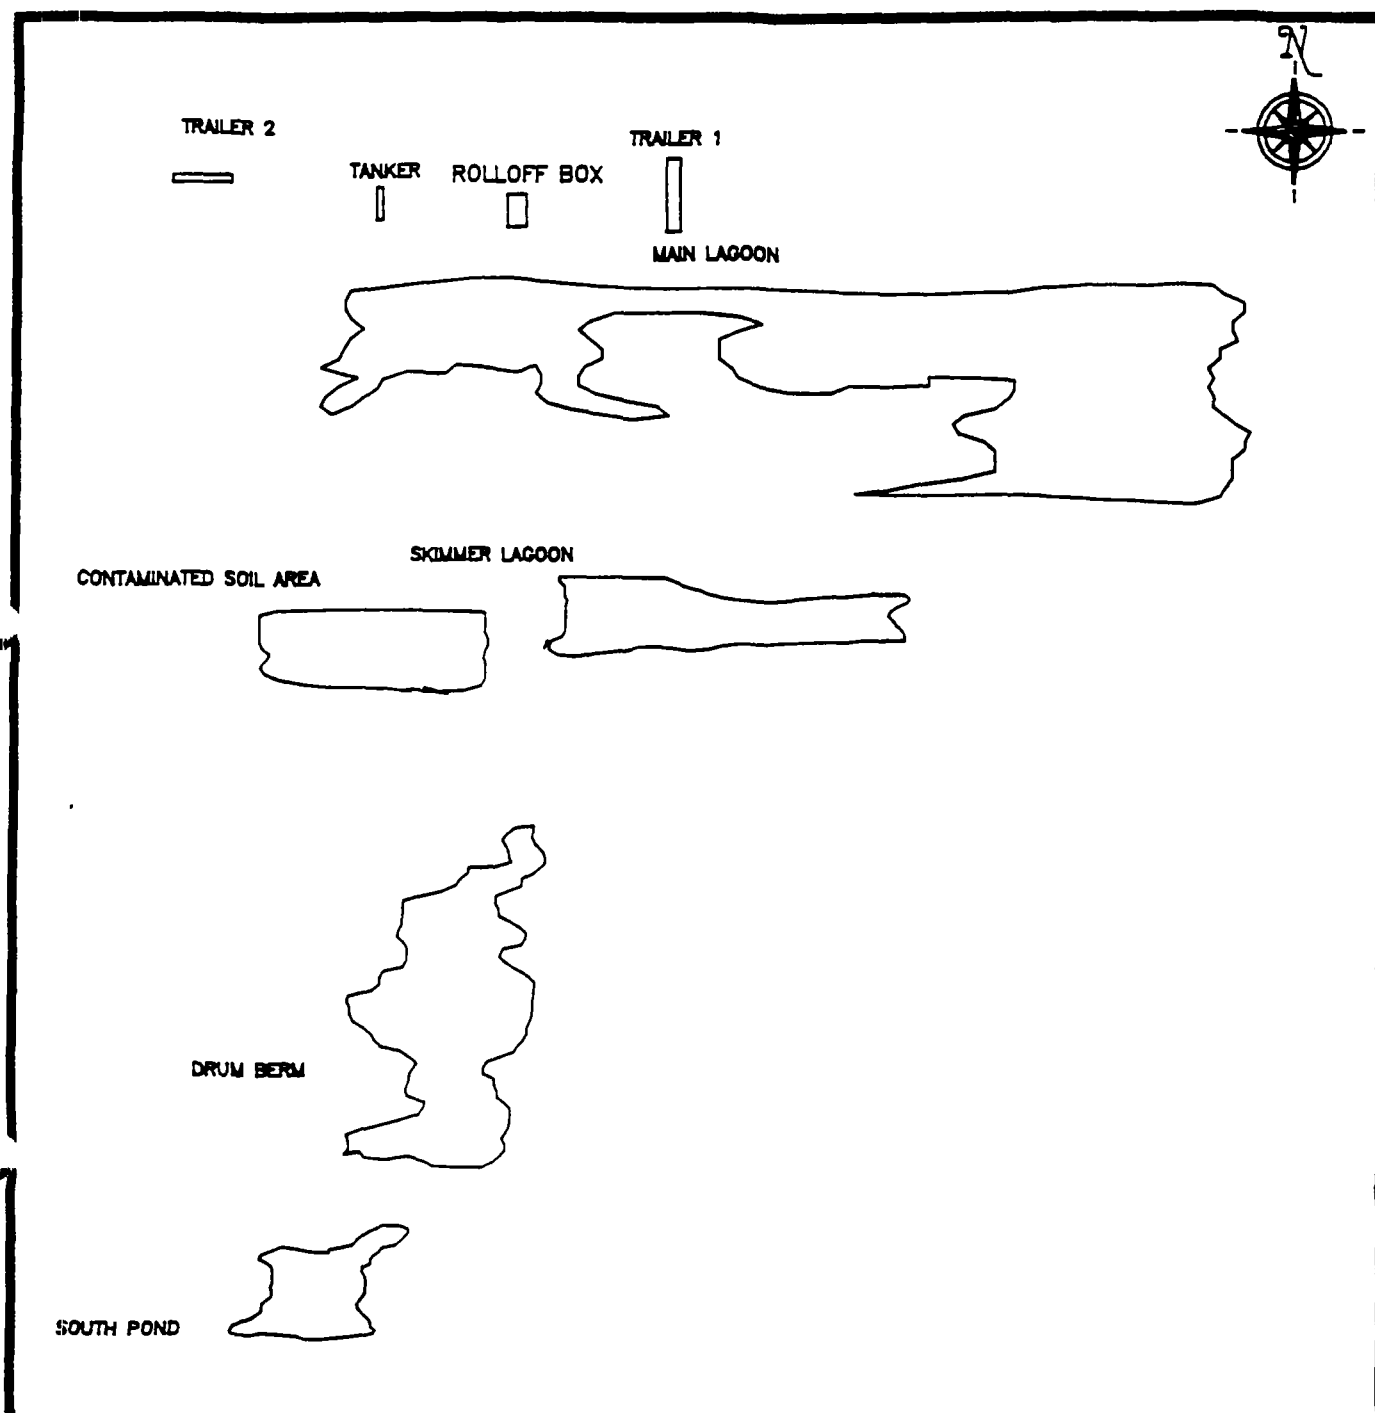 N
TRAILER 2
TRAILER 1
TANKER
ROLLOFF BOX
MAIN LAGOON
SKIMMER LAGOON
CONTAMINATED SOIL AREA
DRUM BERM
SOUTH POND